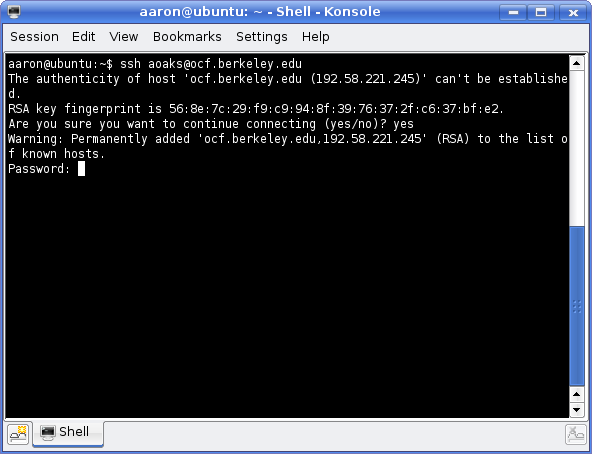 aaron@ubuntu: ~ - Shell - Konsole
Session Edit View Bookmarks Settings Help
aaron@ubuntu:~$ ssh aoaks@ocf.berkeley.edu
The authenticity of host 'ocf.berkeley.edu (192.58.221.245)' can't be establishe
d.
RSA key fingerprint is 56:8e:7c:29:f9:c9:94:8f:39:76:37:2f:c6:37:bf:e2.
Are you sure you want to continue connecting (yes/no)? yes
Warning: Permanently added 'ocf.berkeley.edu,192.58.221.245' (RSA) to the list o
f known hosts.
Password:
Shell